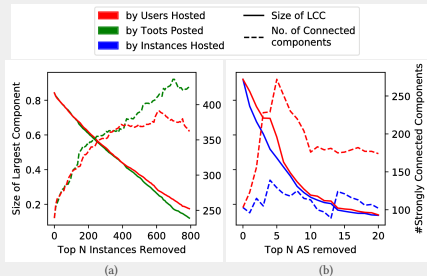 by Users Hosted
by Toots Posted
by Instances Hosted
Size of LCC
No. of Connected
components
Size of Largest Component
0.8
0.6
0.4
0.2
400
350
300
250
0 200 400 600 800
Top N Instances Removed
(a)
250
200
150
100
#Strongly Connected Components
0 5 10 15 20
Top N AS removed
(b)